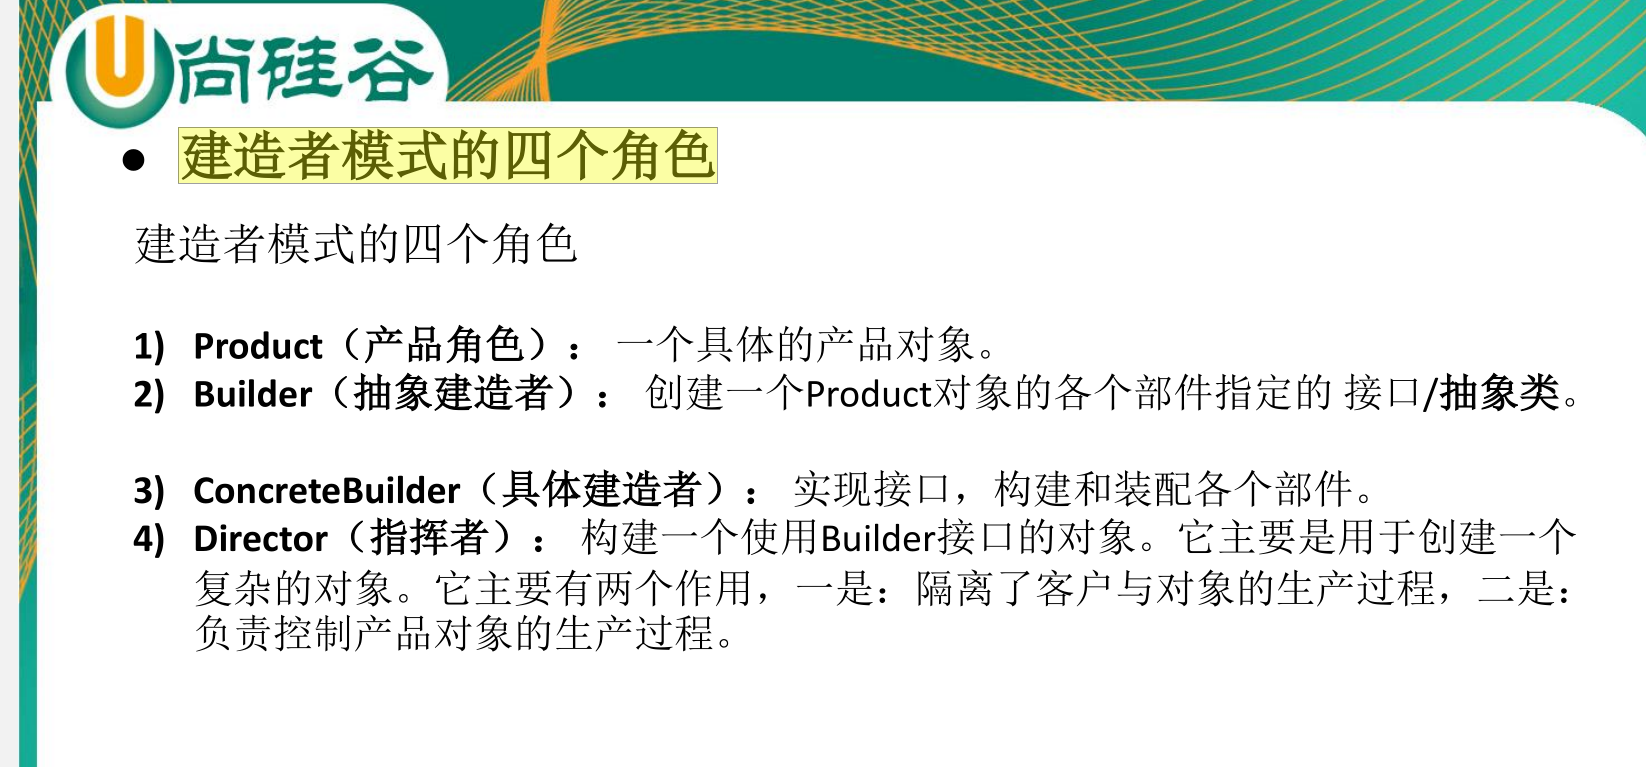 尚硅谷
● 建造者模式的四个角色
建造者模式的四个角色
1) Product（产品角色）： 一个具体的产品对象。
2) Builder（抽象建造者）： 创建一个Product对象的各个部件指定的 接口/抽象类。
3) ConcreteBuilder（具体建造者）： 实现接口，构建和装配各个部件。
4) Director（指挥者）： 构建一个使用Builder接口的对象。它主要是用于创建一个
复杂的对象。它主要有两个作用，一是：隔离了客户与对象的生产过程，二是：
负责控制产品对象的生产过程。